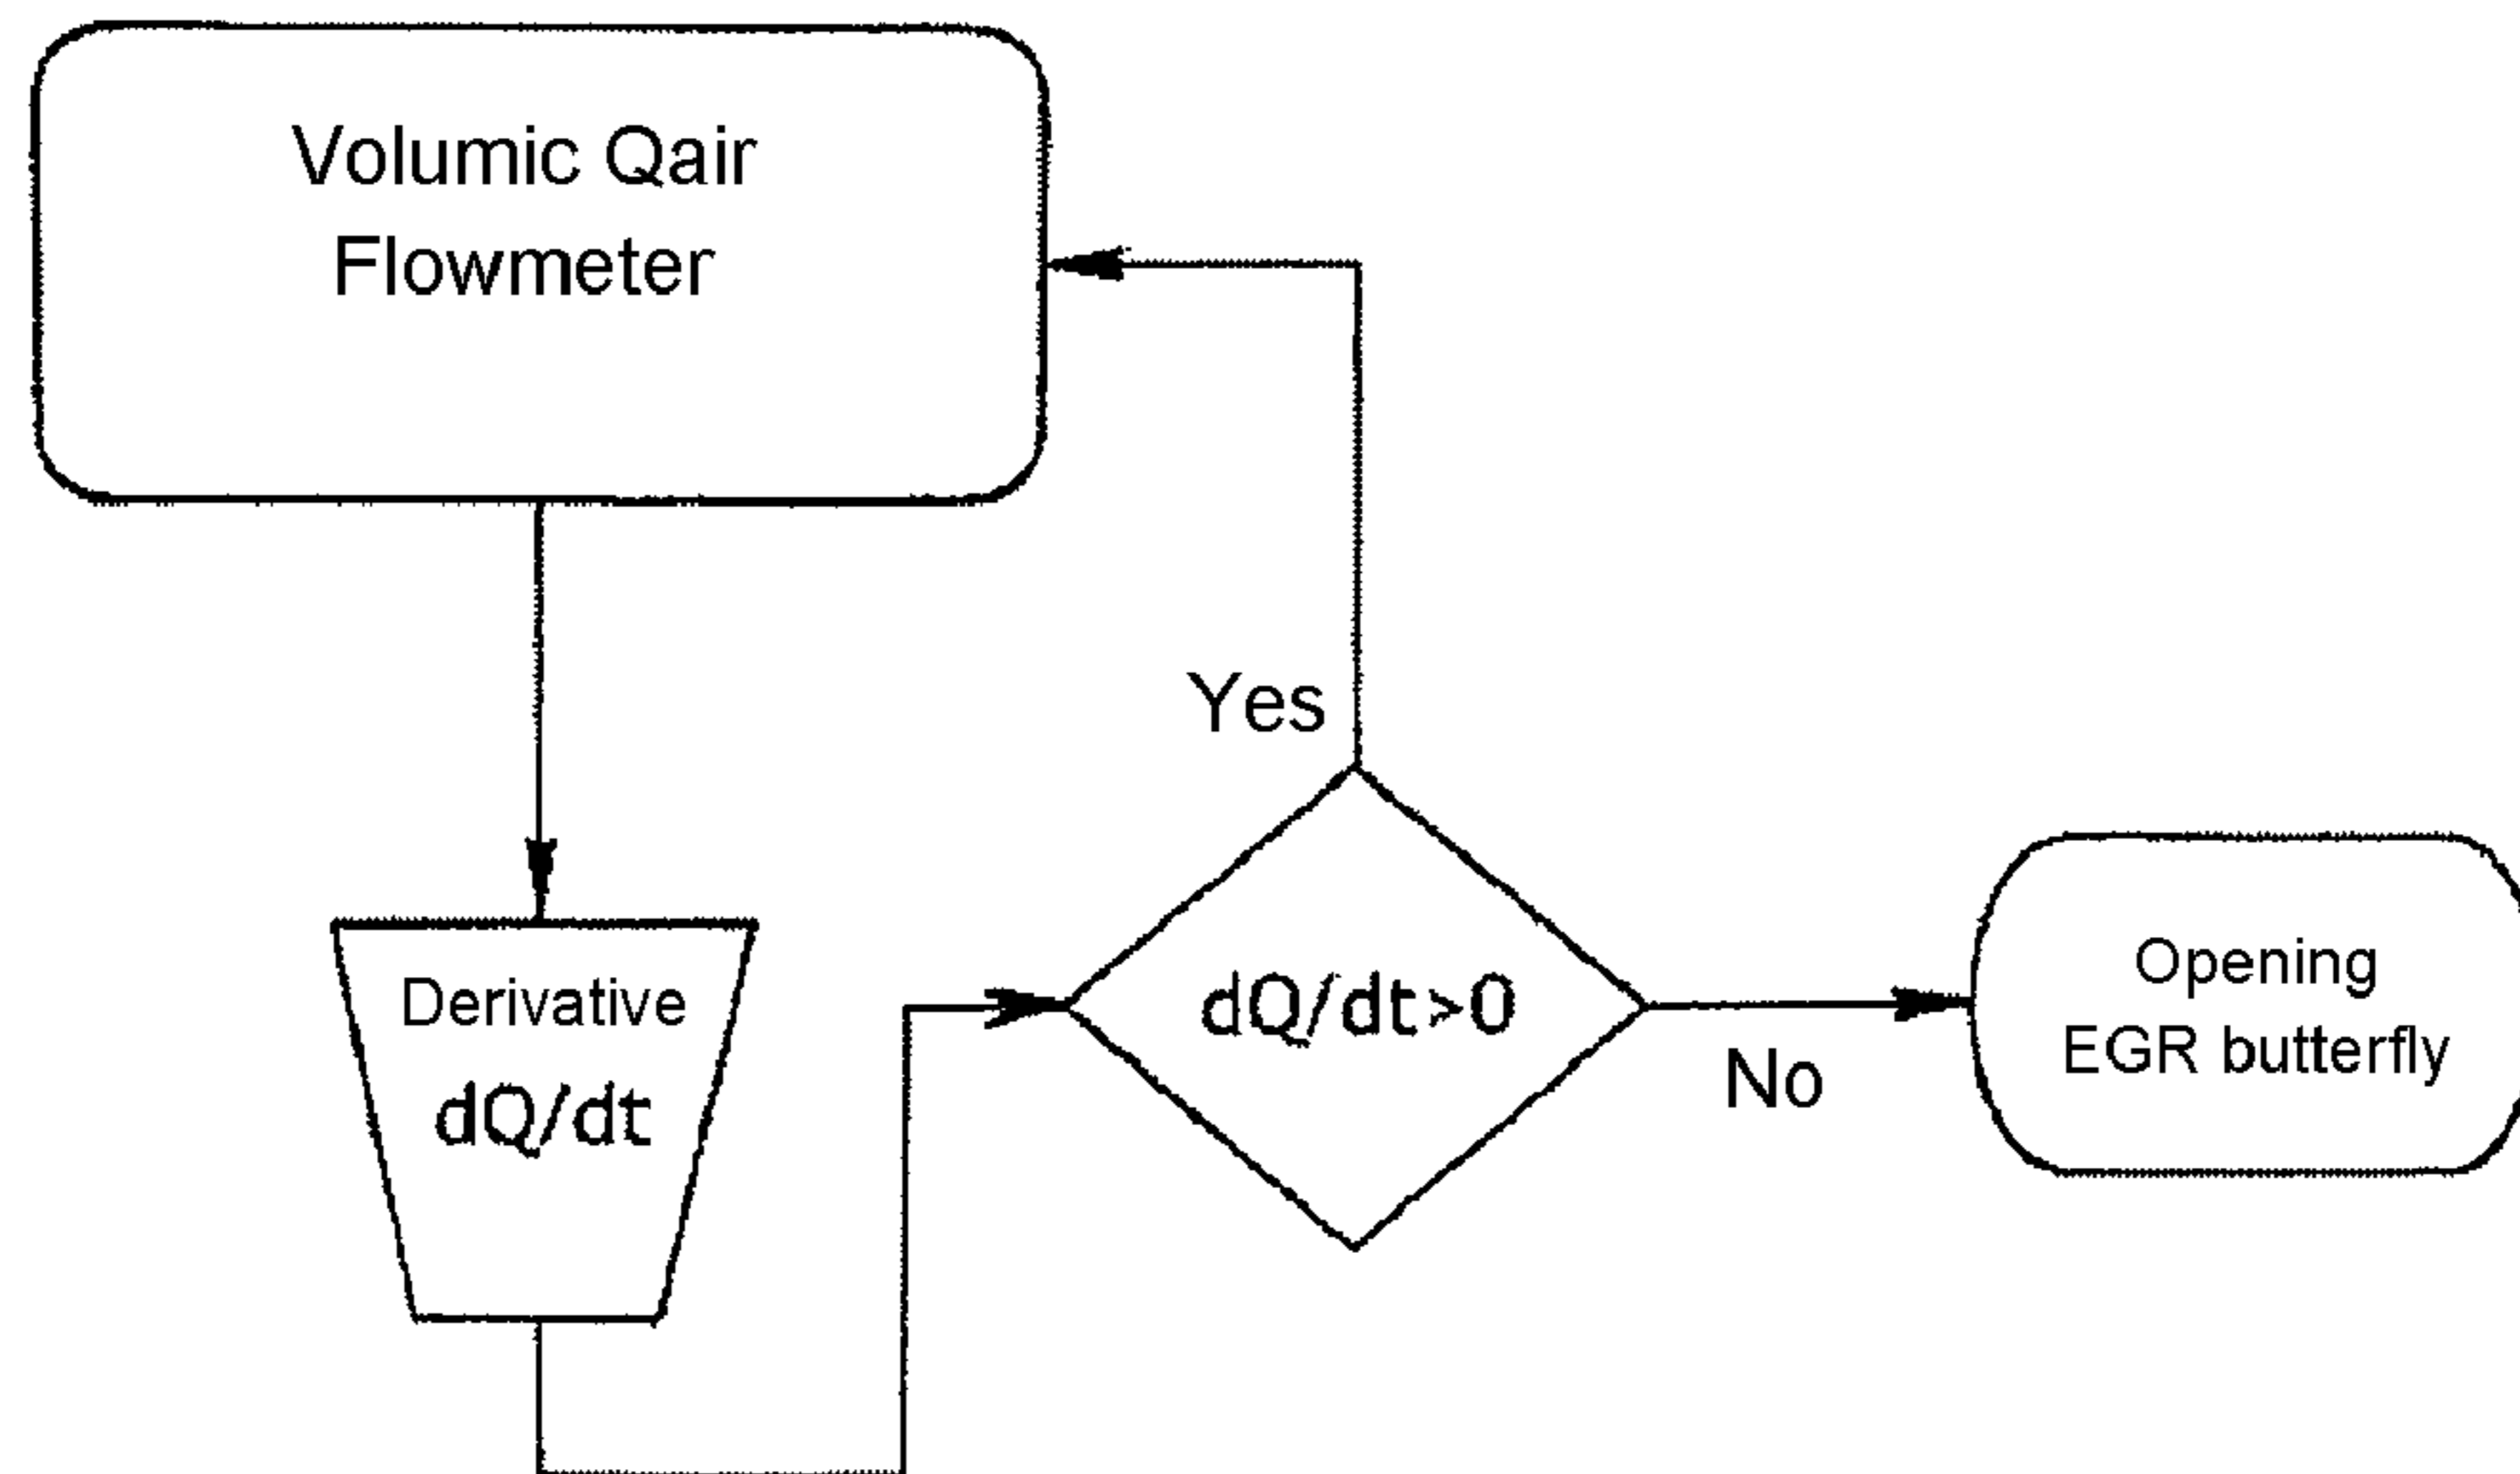 Volumic Qair
Flowmeter
Yes
Derivative
dQ/dt
dQ/dt>0
No
Opening
EGR butterfly